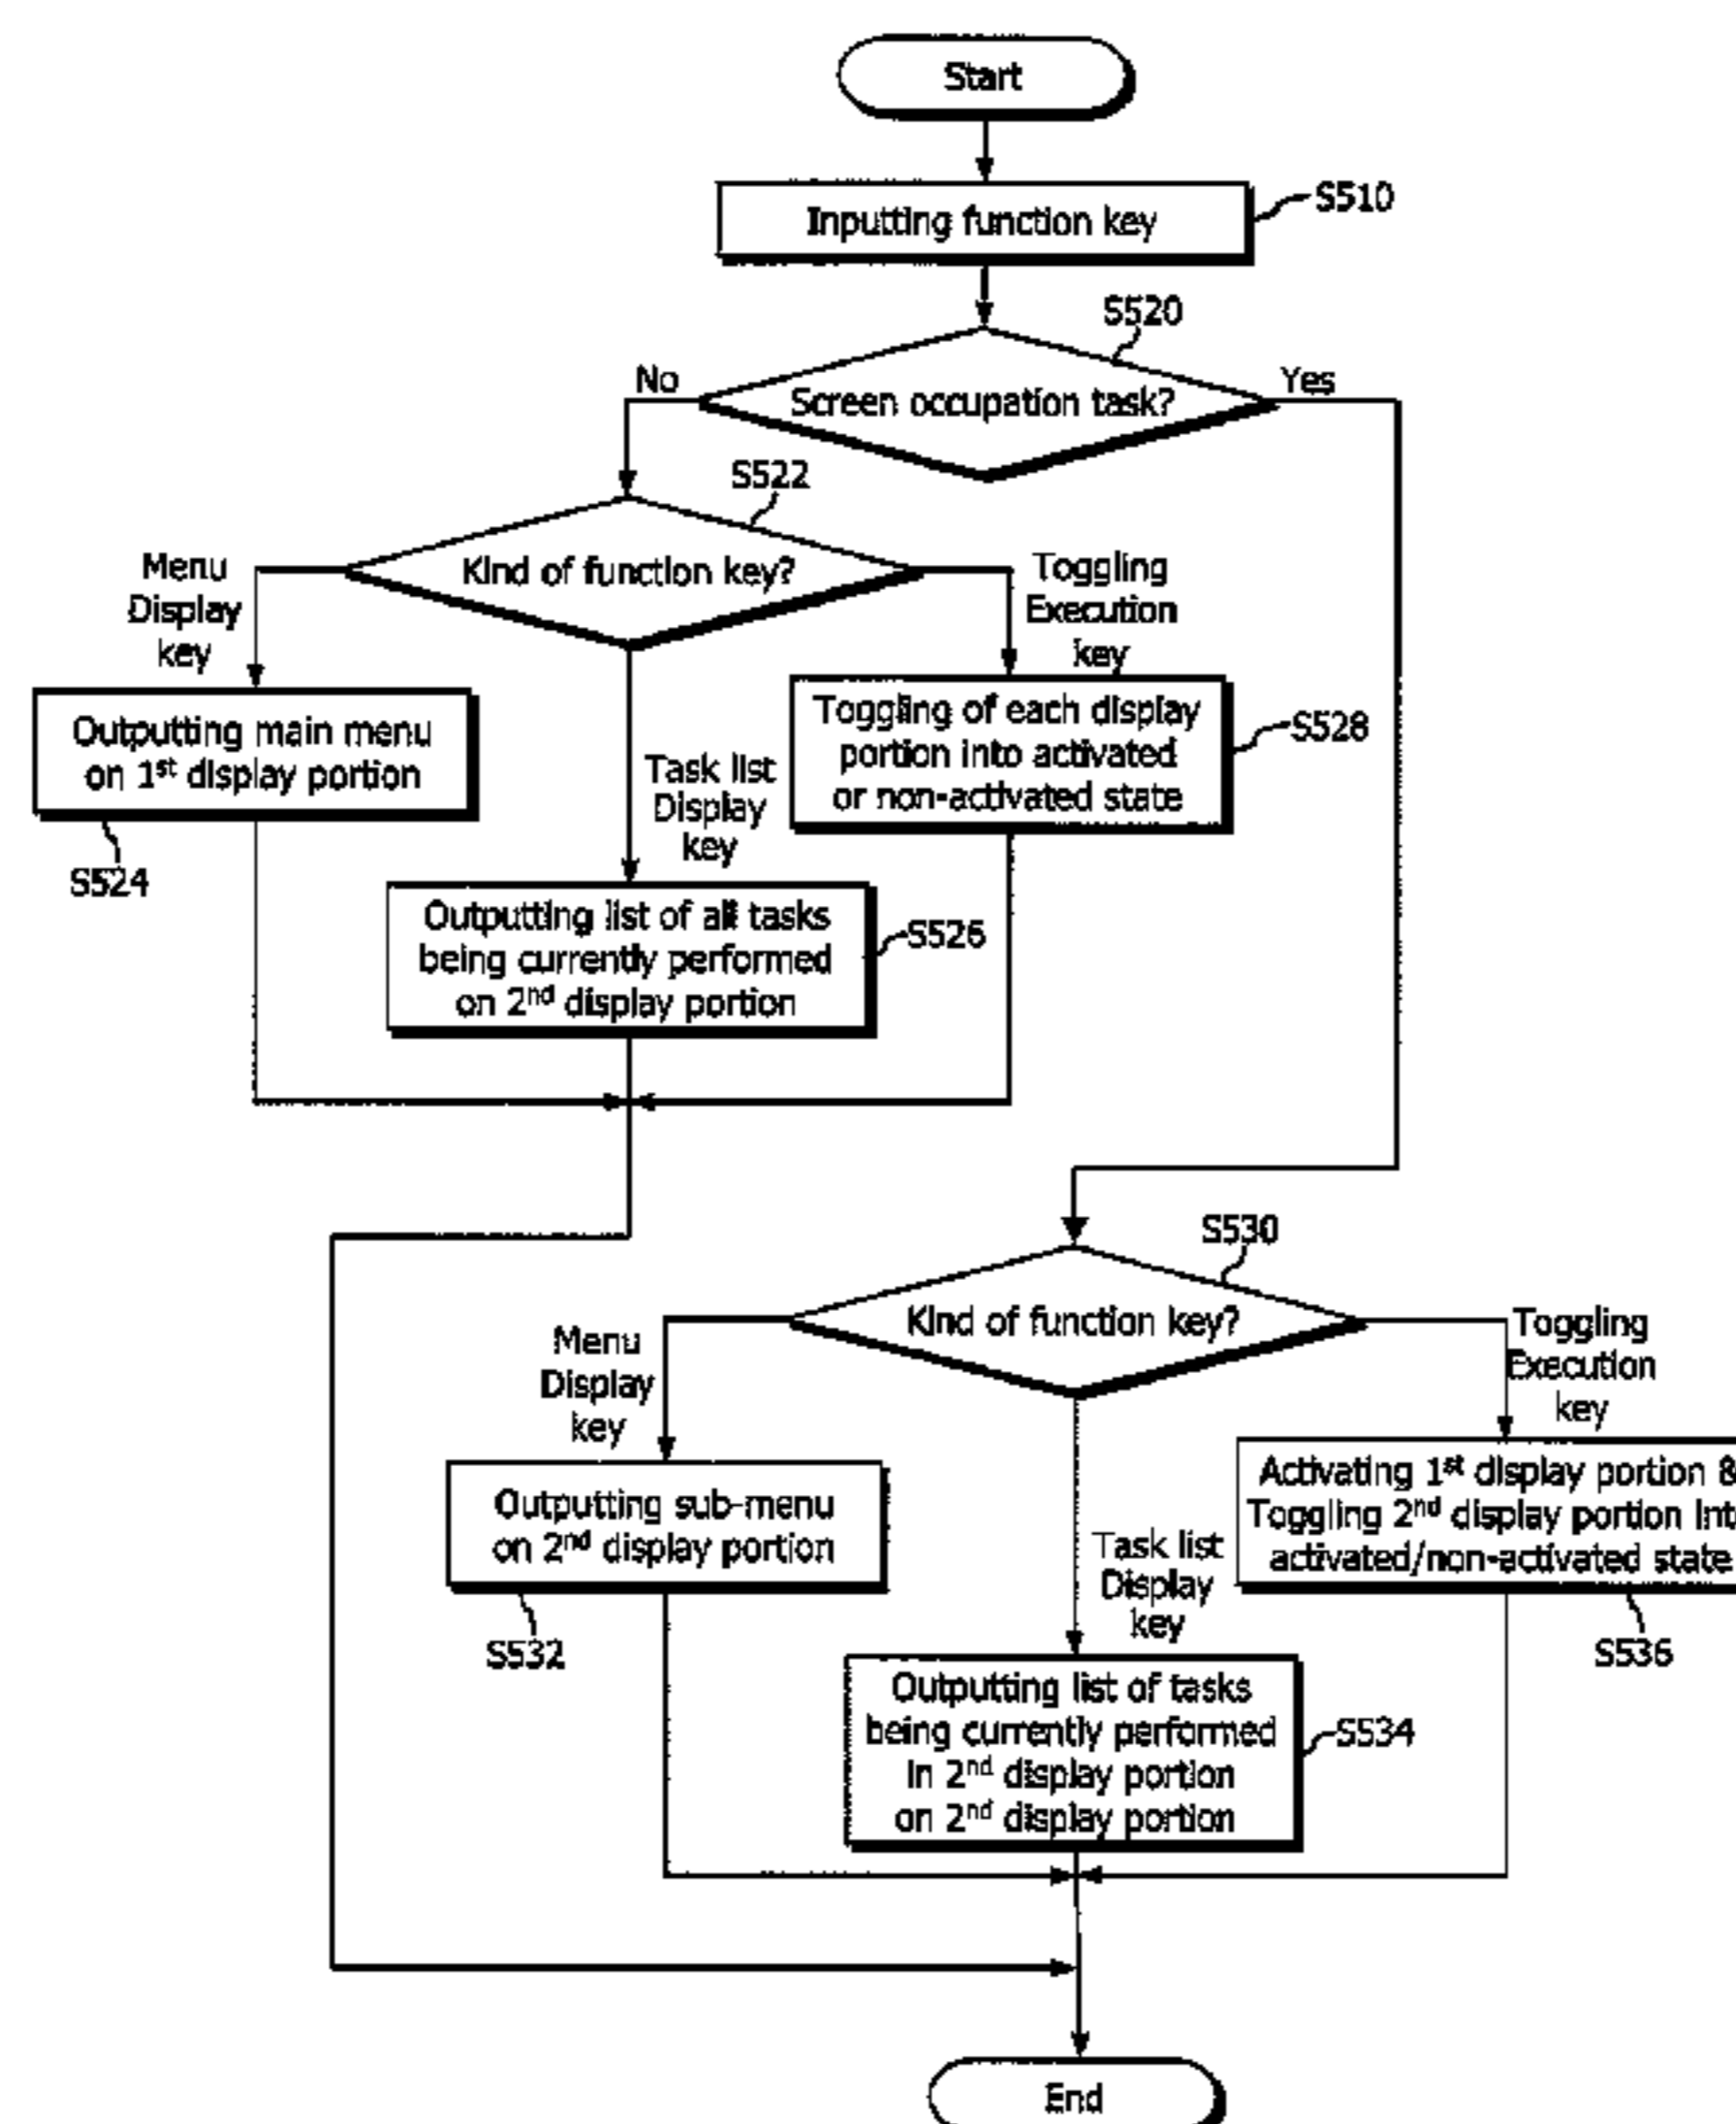 Start
Inputting function key
S510
S520
No
Screen occupation task?
Yes
S522
Menu
Display
key
Kind of function key?
Toggling
Execution
key
Outputting main menu
on 1st display portion
S524
Task list
Display
key
Toggling of each display
portion into activated
or non-activated state
S528
Outputting list of all tasks
being currently performed
on 2nd display portion
S526
S530
Menu
Display
key
Kind of function key?
Toggling
Execution
key
Outputting sub-menu
on 2nd display portion
S532
Task list
Display
key
Activating 1st display portion &
Toggling 2nd display portion
activated/non-activated state
S536
Outputting list of tasks
being currently performed
in 2nd display portion
on 2nd display portion
S534
End